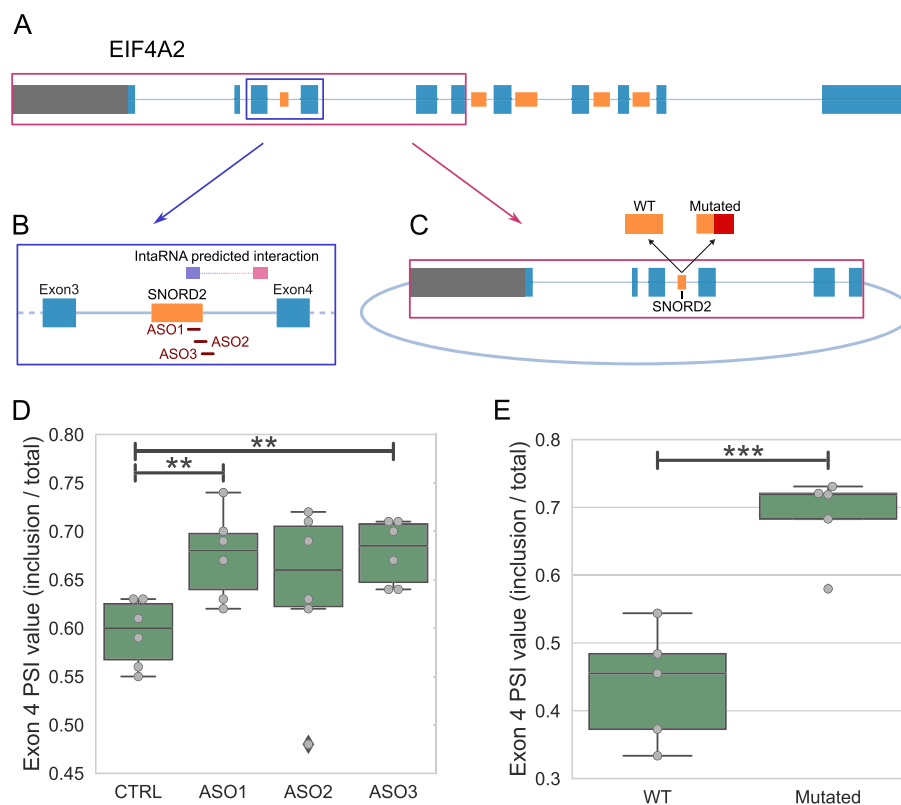 A
EIF4A2
B
IntaRNA predicted interaction
Exon3
SNORD2
Exon4
ASO1
ASO2
ASO3
C
WT
Mutated
SNORD2
D
Exon 4 PSI value (inclusion / total)
0.80
0.75
0.70
0.65
0.60
0.55
0.50
0.45
**
**
CTRL
ASO1
ASO2
ASO3
E
Exon 4 PSI value (inclusion / total)
0.8
0.7
0.6
0.5
0.4
0.3
***
WT
Mutated